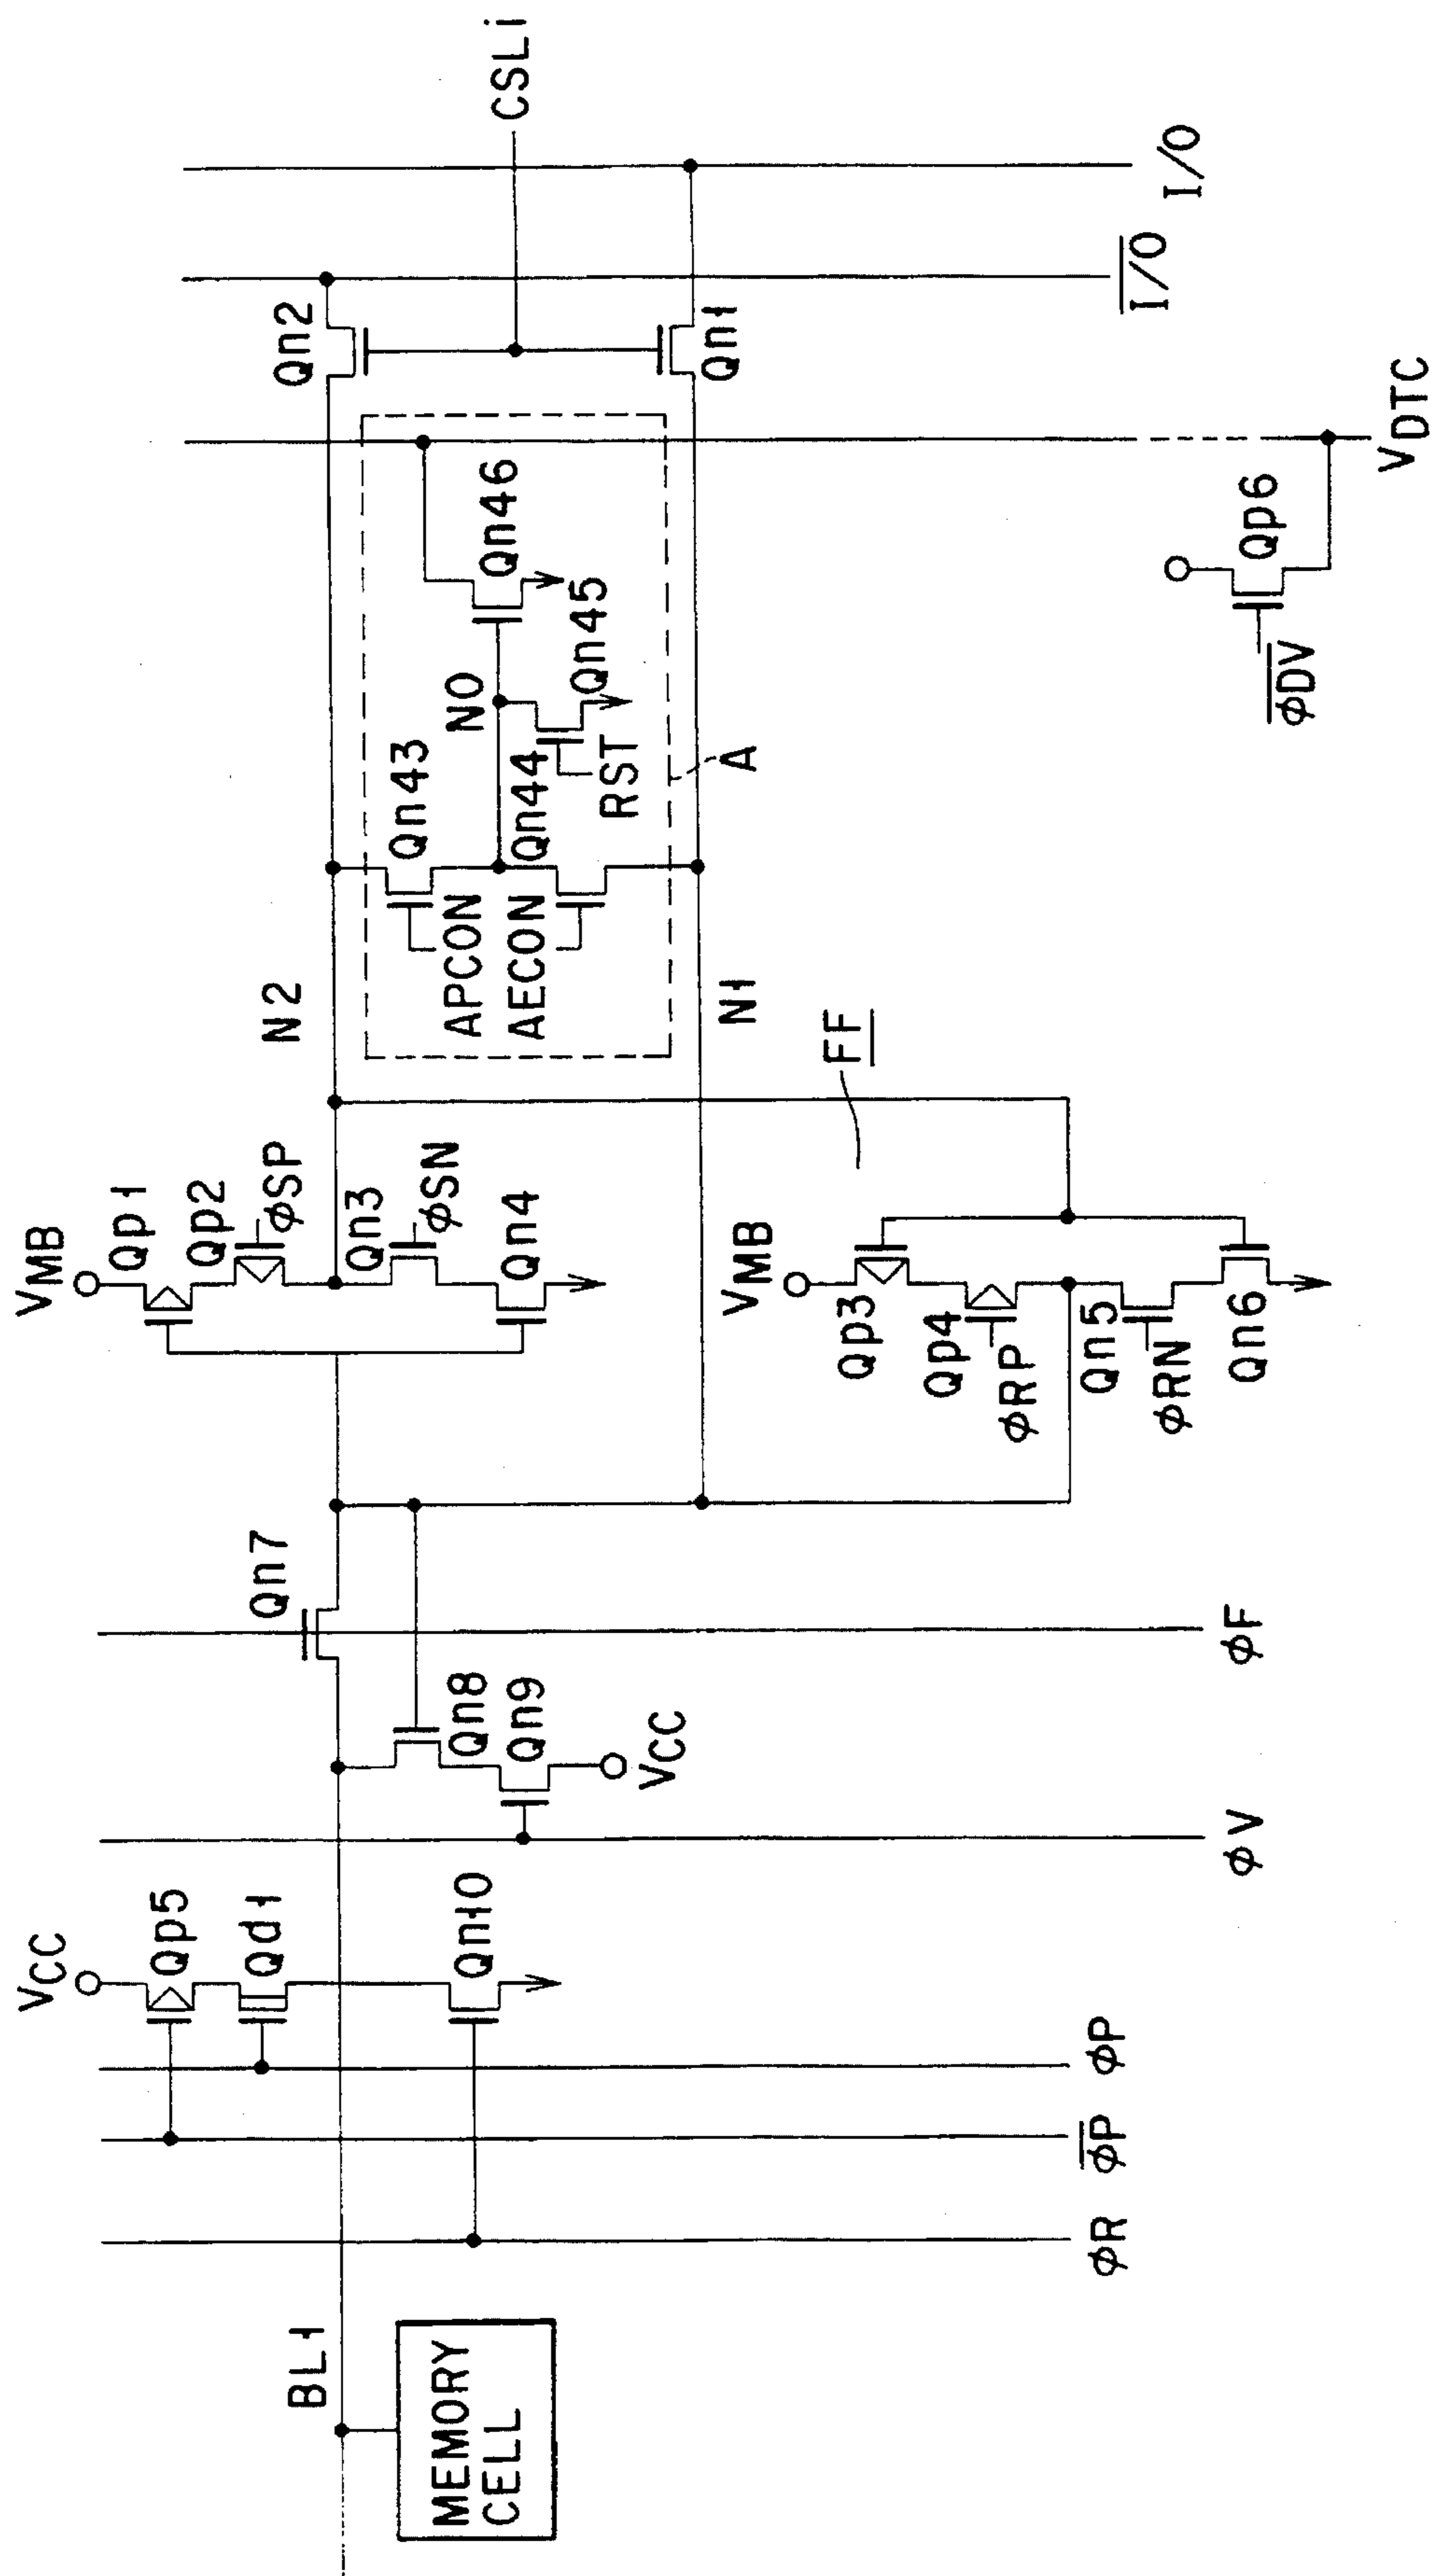 VCC
Qp5
Qd1
Qn10
BL1
MEMORY
CELL
φR
φP
φP
Qn7
Qn8
Qn9
VCC
φV
φF
VMB
Qp1
Qp2
φSP
Qn3
φSN
Qn4
VMB
Qp3
Qp4
φRP
Qn5
φRN
Qn6
FF
N2
N1
APCON
Qn43
AECON
Qn44
N0
RST
Qn45
Qn46
A
φDV
Qp6
VDTC
Qn2
Qn1
CSLi
I/O
I/O